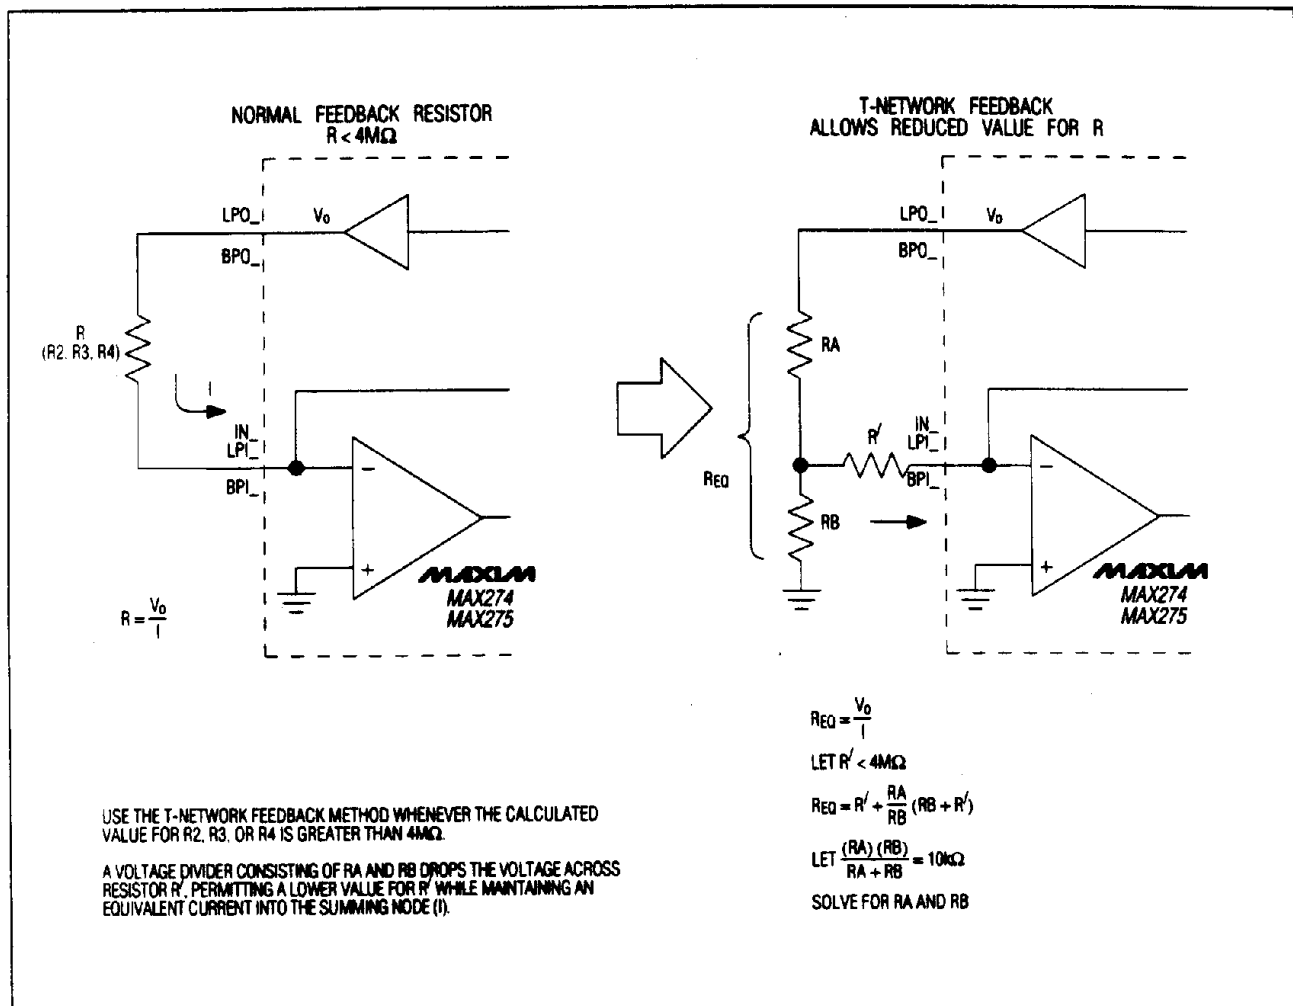 NORMAL FEEDBACK RESISTOR
R < 4MΩ
LPO_
V₀
BPO_
R
(R2, R3, R4)
I
IN_
LPI_
BPI_
−
+
MAXIM
MAX274
MAX275
R = V₀
I
T-NETWORK FEEDBACK
ALLOWS REDUCED VALUE FOR R
LPO_
V₀
BPO_
RA
REQ
R′
IN_
LPI_
BPI_
RB
−
+
MAXIM
MAX274
MAX275
USE THE T-NETWORK FEEDBACK METHOD WHENEVER THE CALCULATED
VALUE FOR R2, R3, OR R4 IS GREATER THAN 4MΩ.
A VOLTAGE DIVIDER CONSISTING OF RA AND RB DROPS THE VOLTAGE ACROSS
RESISTOR R′, PERMITTING A LOWER VALUE FOR R′ WHILE MAINTAINING AN
EQUIVALENT CURRENT INTO THE SUMMING NODE (I).
REQ = V₀
I
LET R′ < 4MΩ
REQ = R′ + RA/RB (RB + R′)
LET (RA) (RB)/RA + RB = 10kΩ
SOLVE FOR RA AND RB